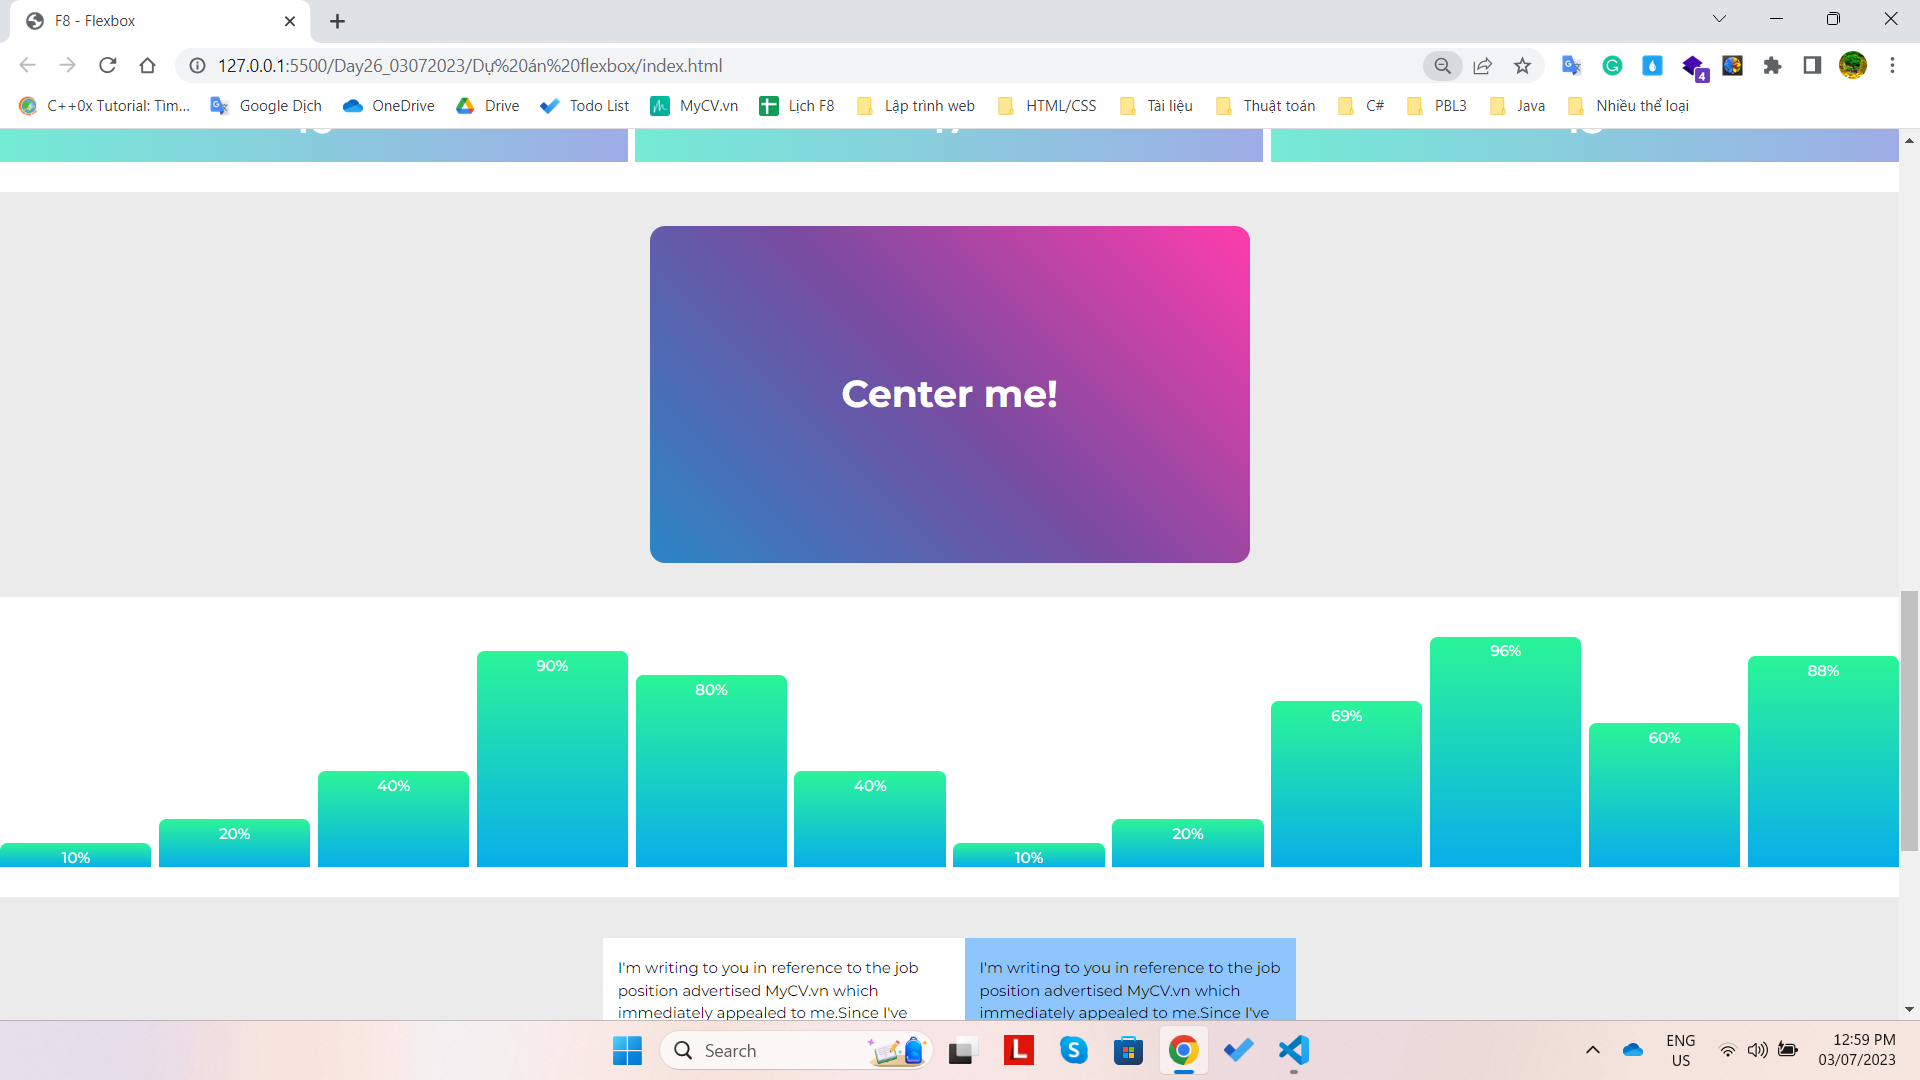 F8 - Flexbox
127.0.0.1:5500/Day26_03072023/Dự%20án%20flexbox/index.html
4
C++0x Tutorial: Tìm...
Google Dịch
OneDrive
Drive
Todo List
MyCV.vn
Lịch F8
Lập trình web
HTML/CSS
Tài liệu
Thuật toán
C#
PBL3
Java
Nhiều thể loại
Center me!
10%
20%
40%
90%
80%
40%
10%
20%
69%
96%
60%
88%
I'm writing to you in reference to the job
position advertised MyCV.vn which
immediately appealed to me.Since I've
I'm writing to you in reference to the job
position advertised MyCV.vn which
immediately appealed to me.Since I've
Search
ENG
US
12:59 PM
03/07/2023